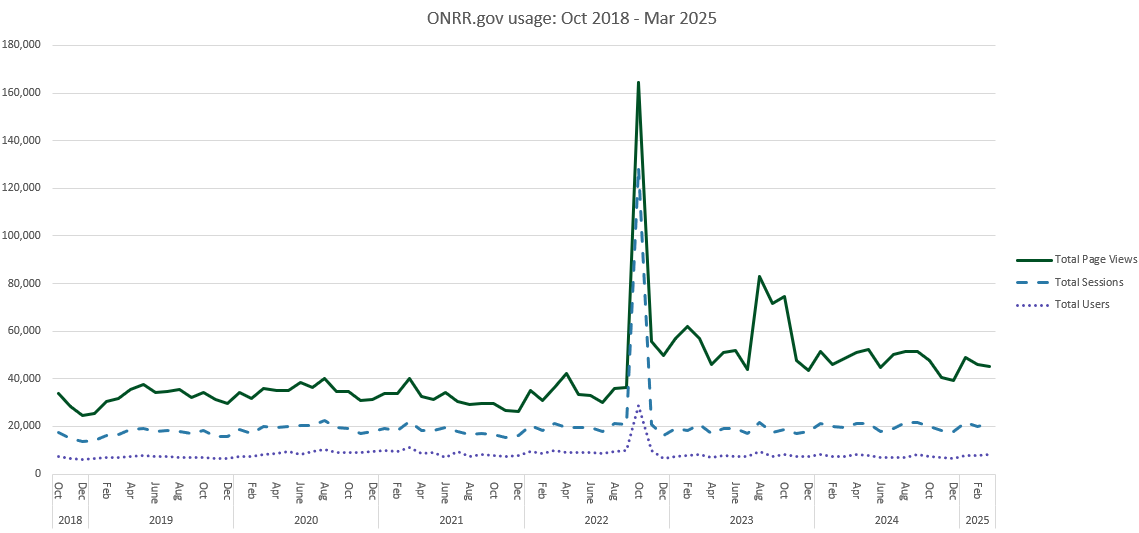 ONRR.gov usage: Oct 2018 - Mar 2025
180,000
160,000
140,000
120,000
100,000
80,000
60,000
40,000
20,000
0
Total Page Views
Total Sessions
Total Users
Oct Dec Feb Apr June Aug Oct Dec Feb Apr June Aug Oct Dec Feb Apr June Aug Oct Dec Feb Apr June Aug Oct Dec Feb Apr June Aug Oct Dec Feb Apr June Aug Oct Dec Feb
2018 2019 2020 2021 2022 2023 2024 2025